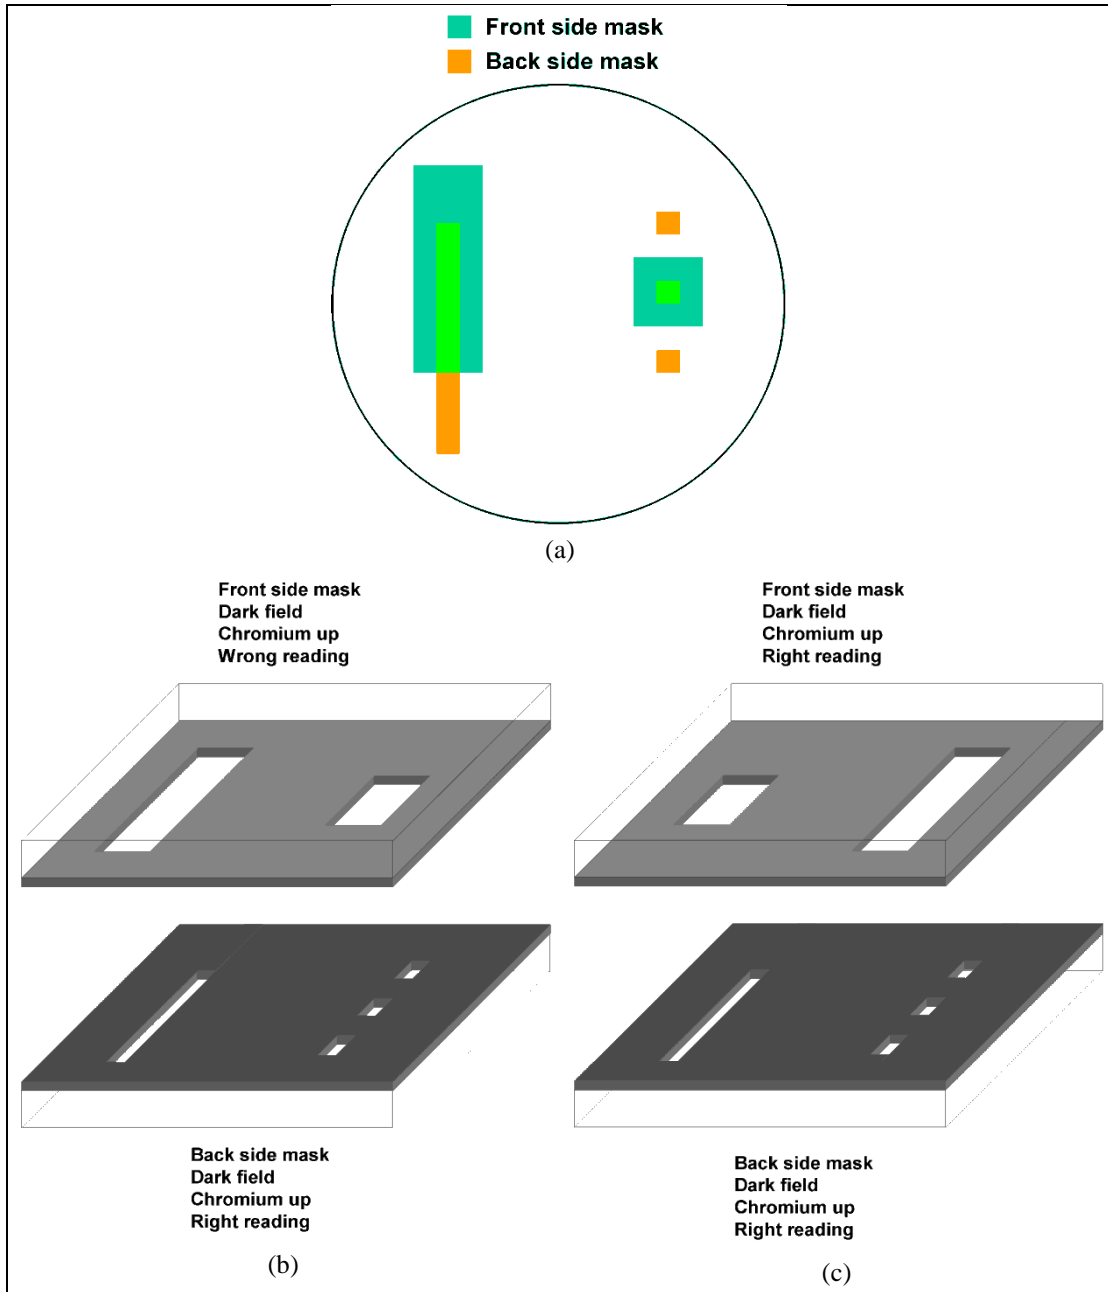 Front side mask
Back side mask
(a)
Front side mask
Dark field
Chromium up
Wrong reading
Front side mask
Dark field
Chromium up
Right reading
Back side mask
Dark field
Chromium up
Right reading
(b)
Back side mask
Dark field
Chromium up
Right reading
(c)